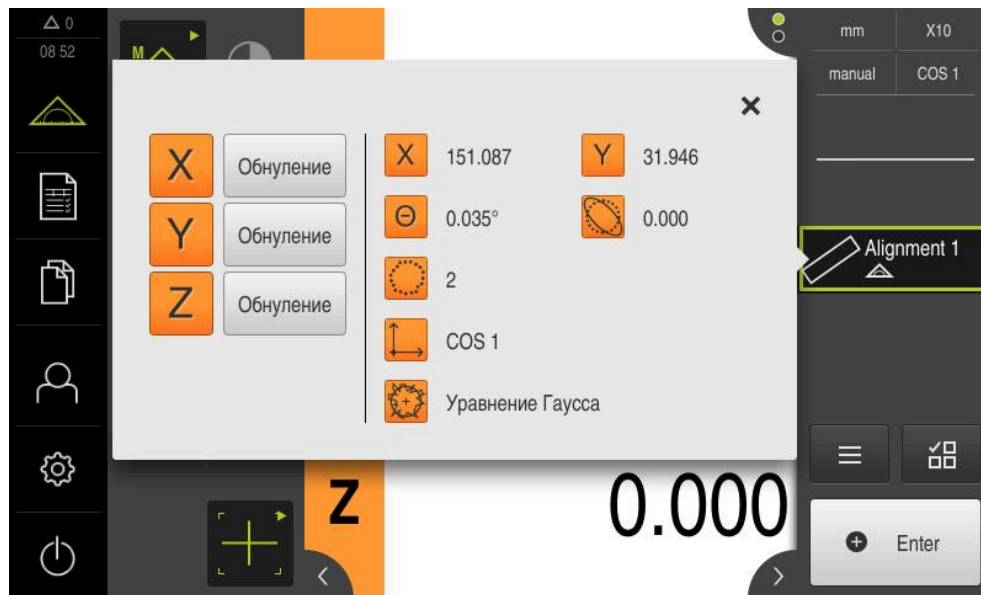 0
08 52
M
mm X10
manual COS 1
X Обнуление
Y Обнуление
Z Обнуление
X 151.087 Y 31.946
Θ 0.035° 0.000
2
COS 1
Уравнение Гаусса
Alignment 1
Z 0.000
Enter